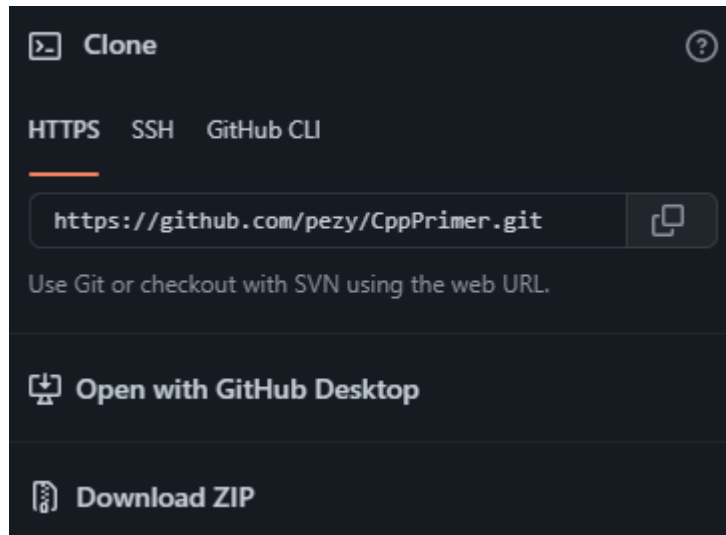 Clone
HTTPS SSH GitHub CLI
https://github.com/pezy/CppPrimer.git
Use Git or checkout with SVN using the web URL.
Open with GitHub Desktop
Download ZIP